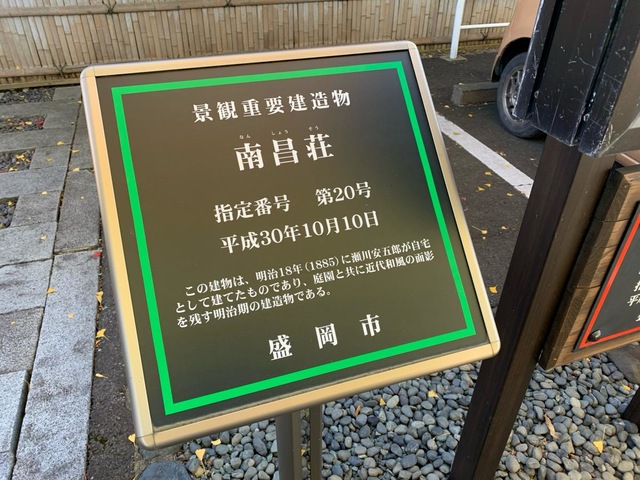 景観重要建造物
なん しょう そう
南昌荘
指定番号 第20号
平成30年10月10日
この建物は、明治18年(1885)に瀬川安五郎が自宅
として建てたものであり、庭園と共に近代和風の面影
を残す明治期の建造物である。
盛岡市
指
平